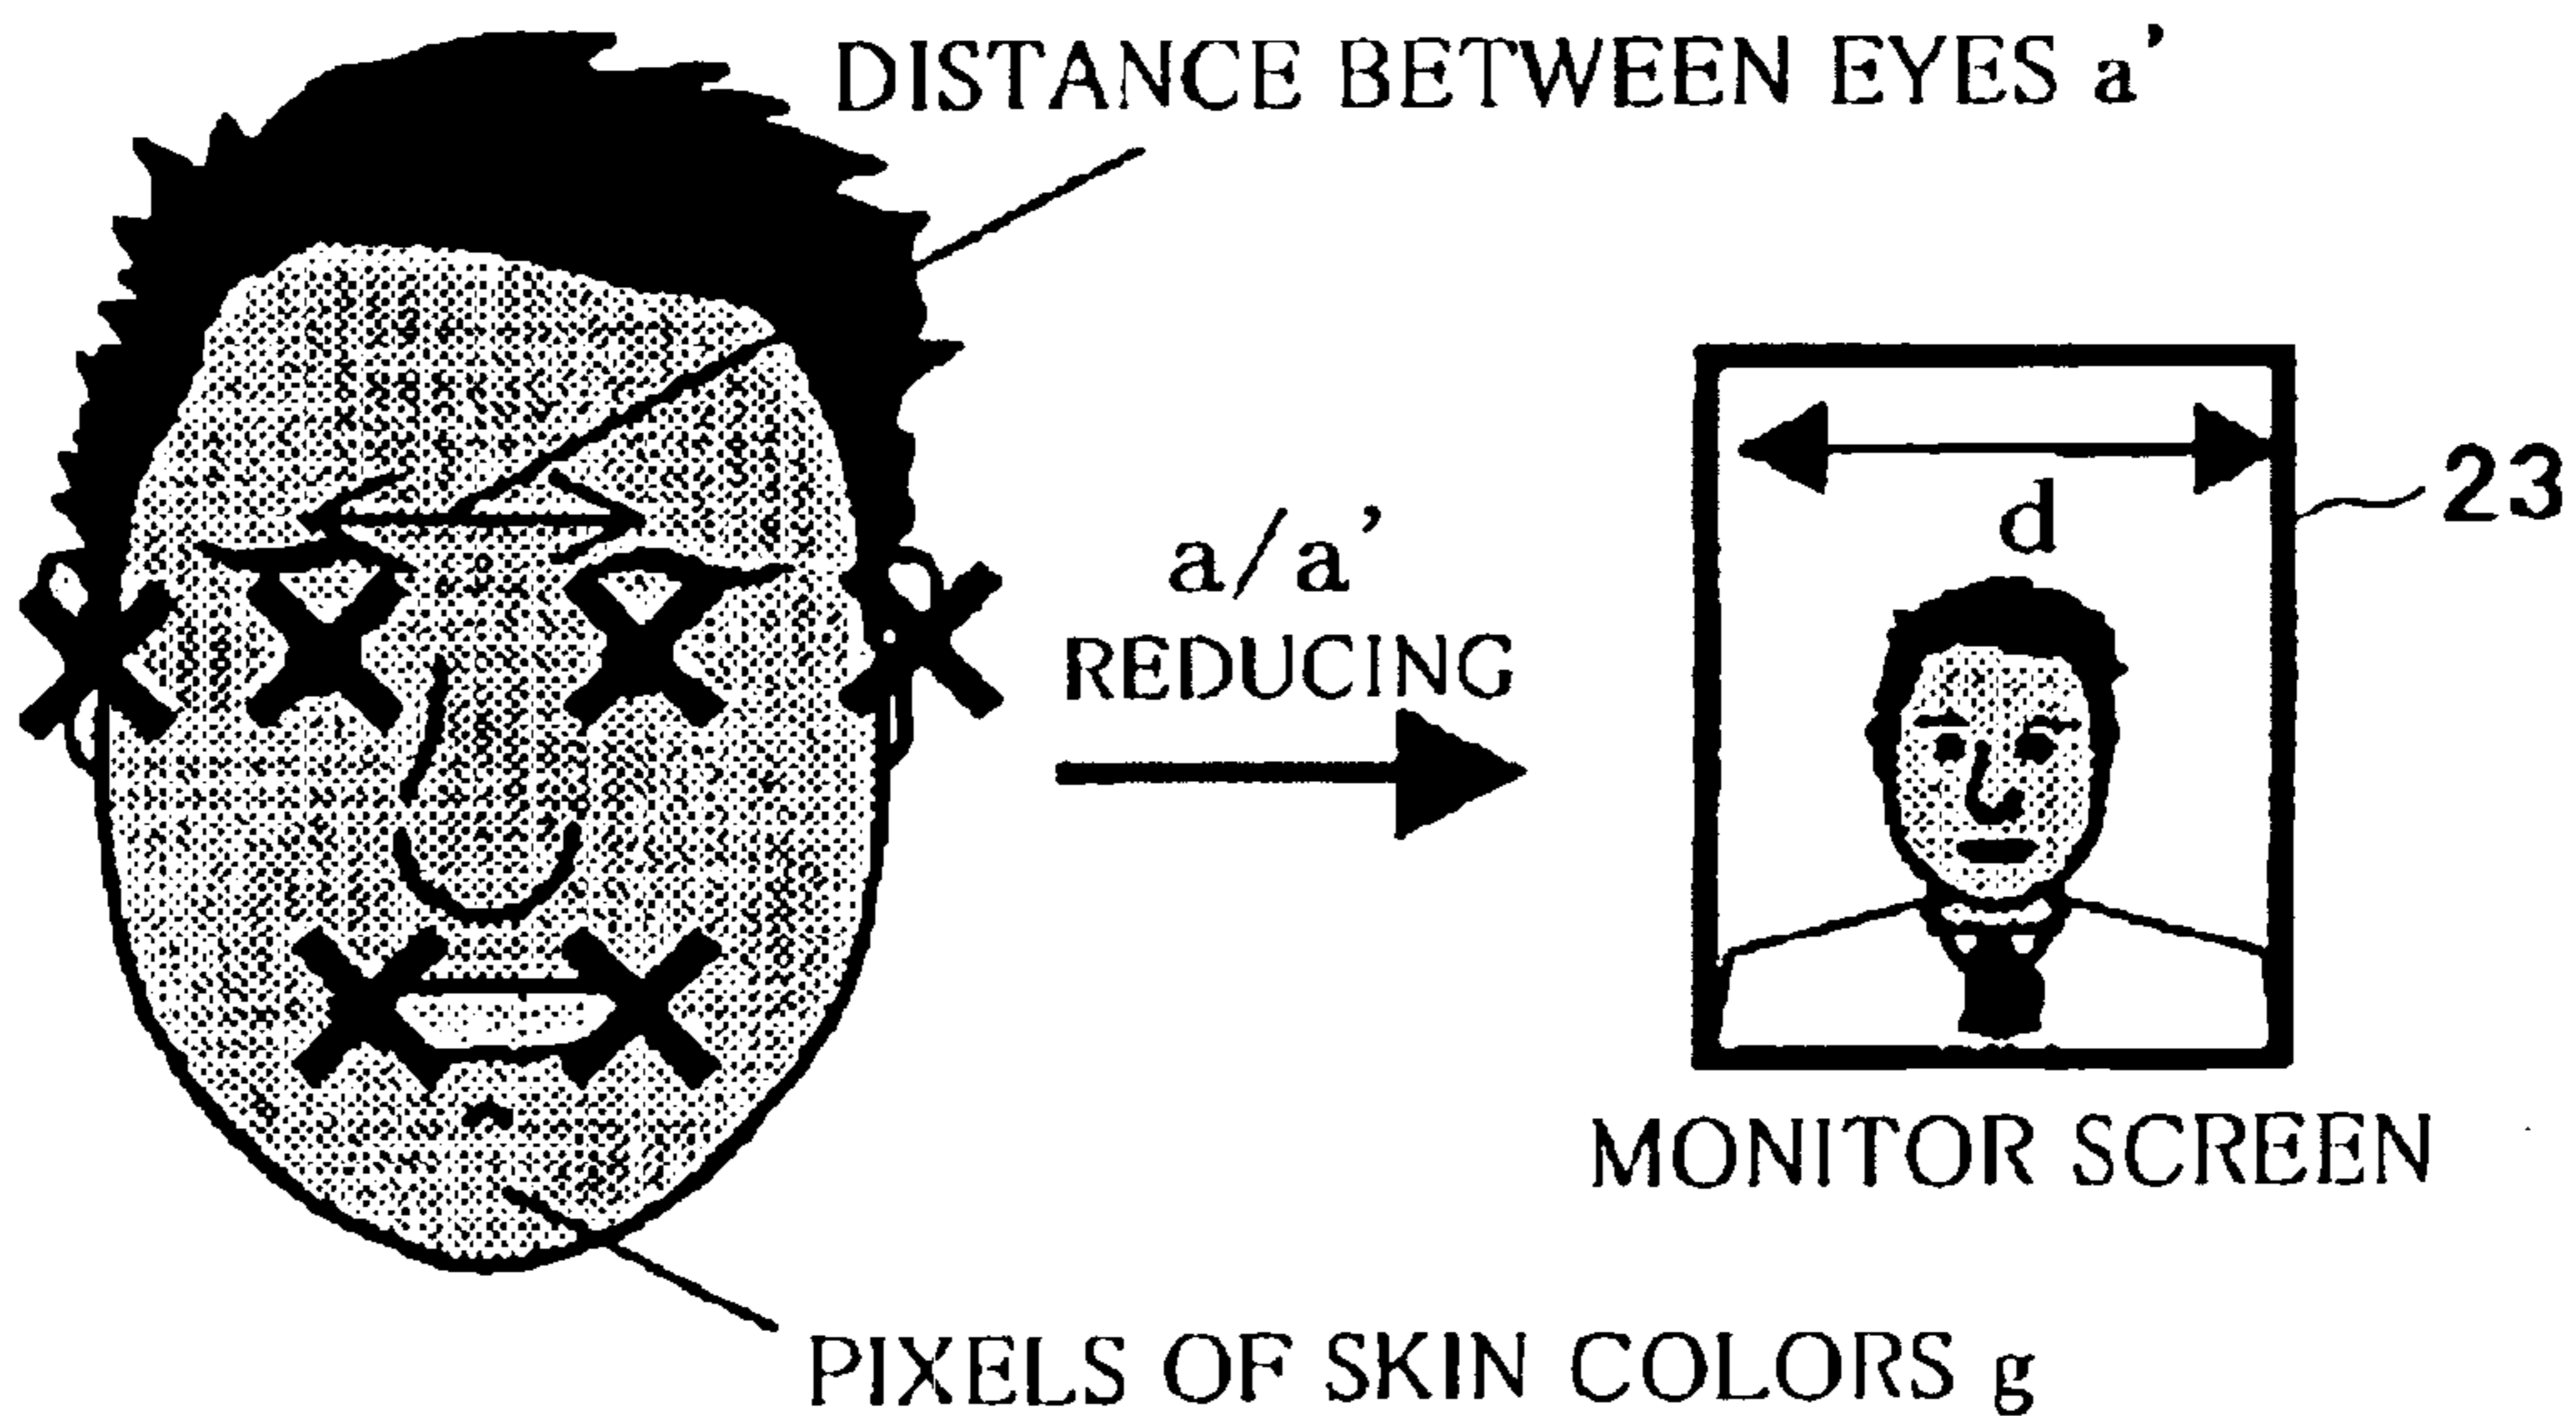 DISTANCE BETWEEN EYES a'
a/a'
REDUCING
d
23
MONITOR SCREEN
PIXELS OF SKIN COLORS g